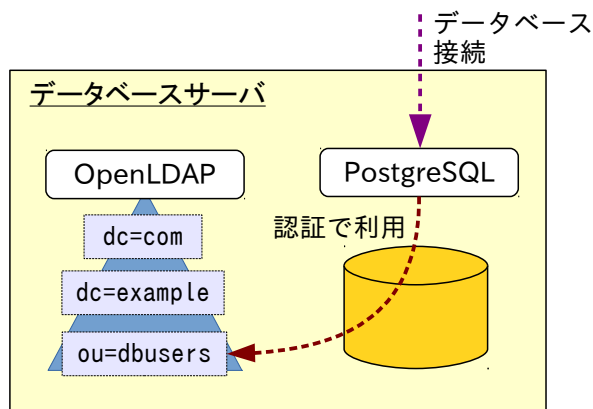 データベース
接続
データベースサーバ
OpenLDAP
PostgreSQL
dc=com
認証で利用
dc=example
ou=dbusers